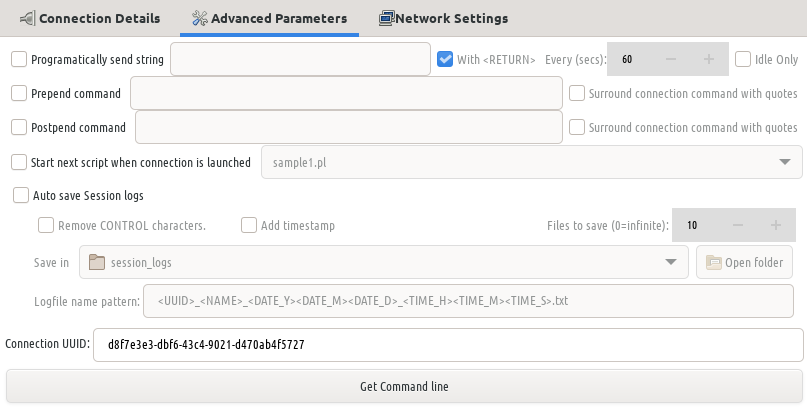 Connection Details Advanced Parameters Network Settings
Programatically send string With <RETURN> Every (secs): 60 Idle Only
Prepend command Surround connection command with quotes
Postpend command Surround connection command with quotes
Start next script when connection is launched sample1.pl
Auto save Session logs
Remove CONTROL characters. Add timestamp Files to save (0=infinite): 10
Save in session_logs Open folder
Logfile name pattern: <UUID>_<NAME>_<DATE_Y><DATE_M><DATE_D>_<TIME_H><TIME_M><TIME_S>.txt
Connection UUID: d8f7e3e3-dbf6-43c4-9021-d470ab4f5727
Get Command line